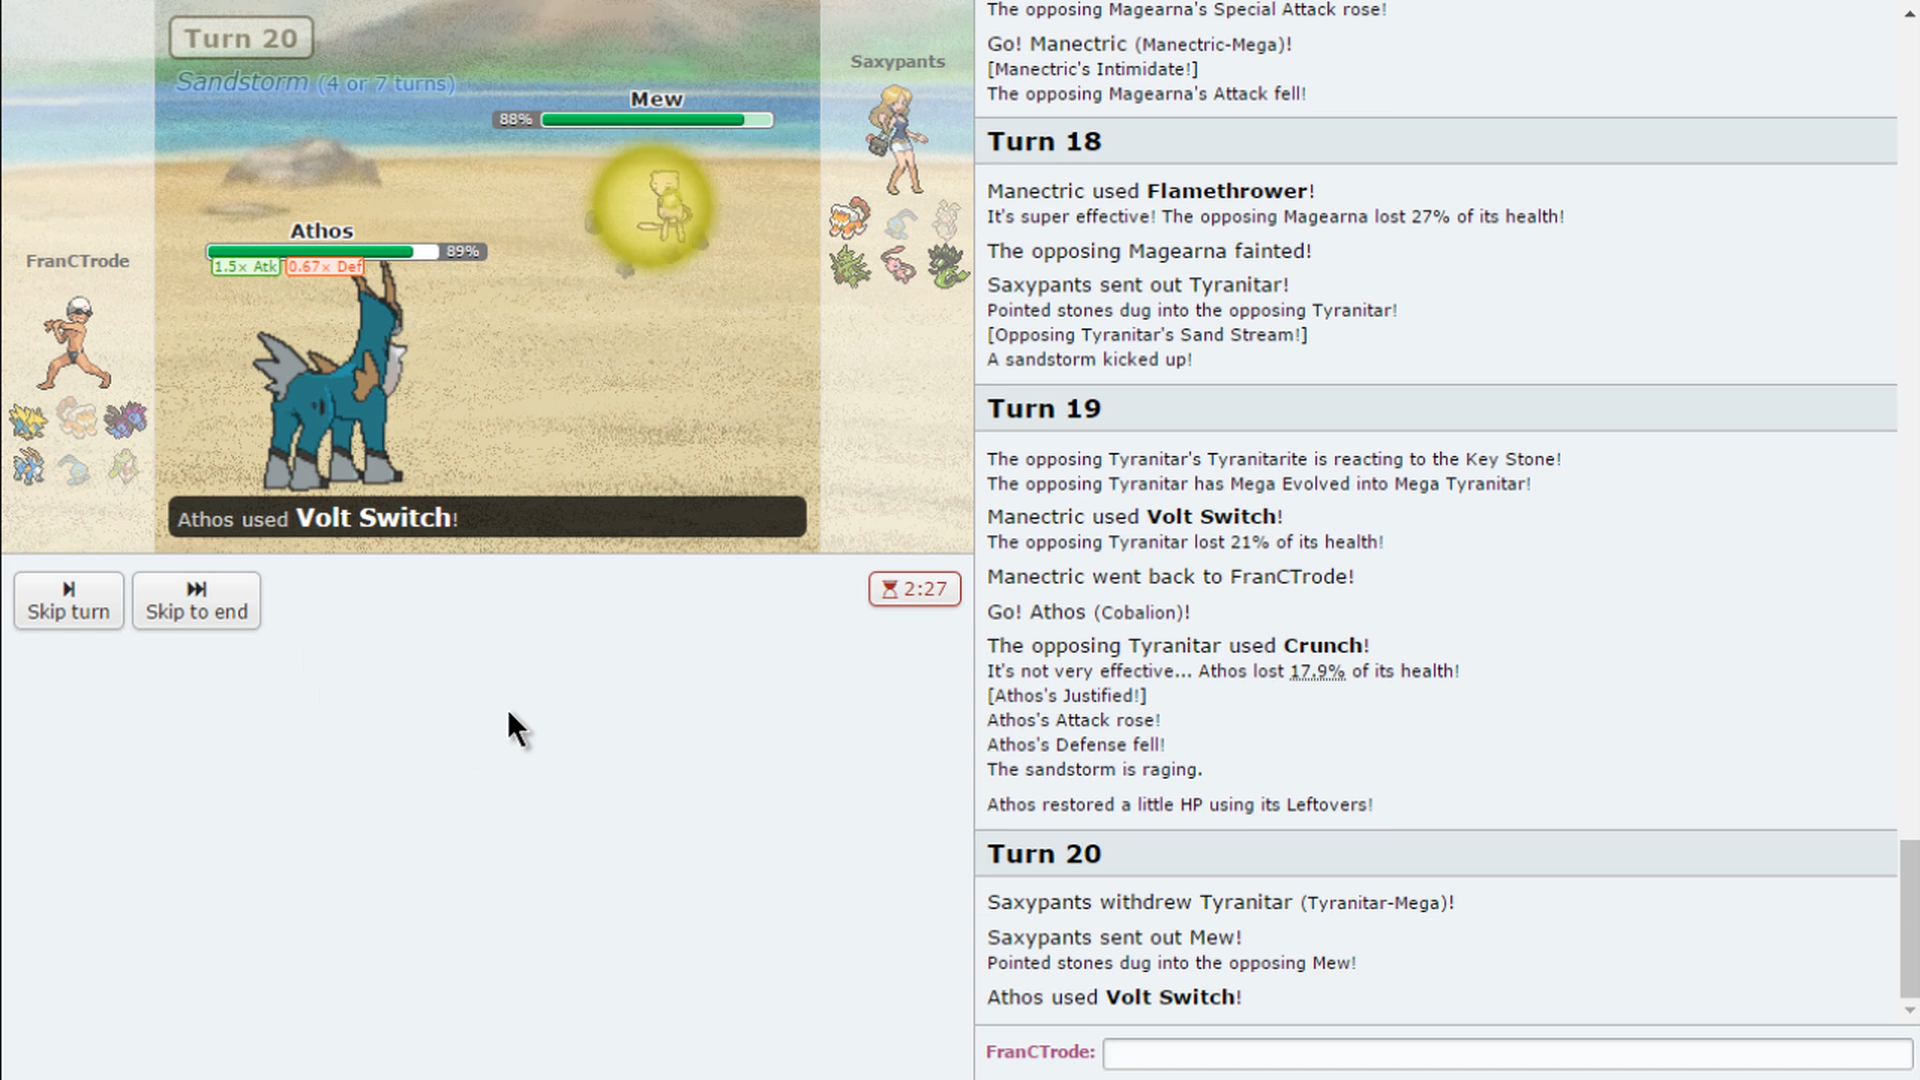 Turn 20
Sandstorm (4 or 7 turns)
Mew
88%
Athos
89%
1.5× Atk 0.67× Def
FranCTrode
Saxypants
Athos used Volt Switch!
Skip turn
Skip to end
2:27
The opposing Magearna's Special Attack rose!
Go! Manectric (Manectric-Mega)!
[Manectric's Intimidate!]
The opposing Magearna's Attack fell!
Turn 18
Manectric used Flamethrower!
It's super effective! The opposing Magearna lost 27% of its health!
The opposing Magearna fainted!
Saxypants sent out Tyranitar!
Pointed stones dug into the opposing Tyranitar!
[Opposing Tyranitar's Sand Stream!]
A sandstorm kicked up!
Turn 19
The opposing Tyranitar's Tyranitarite is reacting to the Key Stone!
The opposing Tyranitar has Mega Evolved into Mega Tyranitar!
Manectric used Volt Switch!
The opposing Tyranitar lost 21% of its health!
Manectric went back to FranCTrode!
Go! Athos (Cobalion)!
The opposing Tyranitar used Crunch!
It's not very effective... Athos lost 17.9% of its health!
[Athos's Justified!]
Athos's Attack rose!
Athos's Defense fell!
The sandstorm is raging.
Athos restored a little HP using its Leftovers!
Turn 20
Saxypants withdrew Tyranitar (Tyranitar-Mega)!
Saxypants sent out Mew!
Pointed stones dug into the opposing Mew!
Athos used Volt Switch!
FranCTrode: